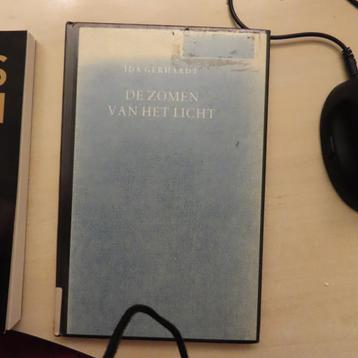 IDA GERHARDT
DE ZOMEN
VAN HET LICHT